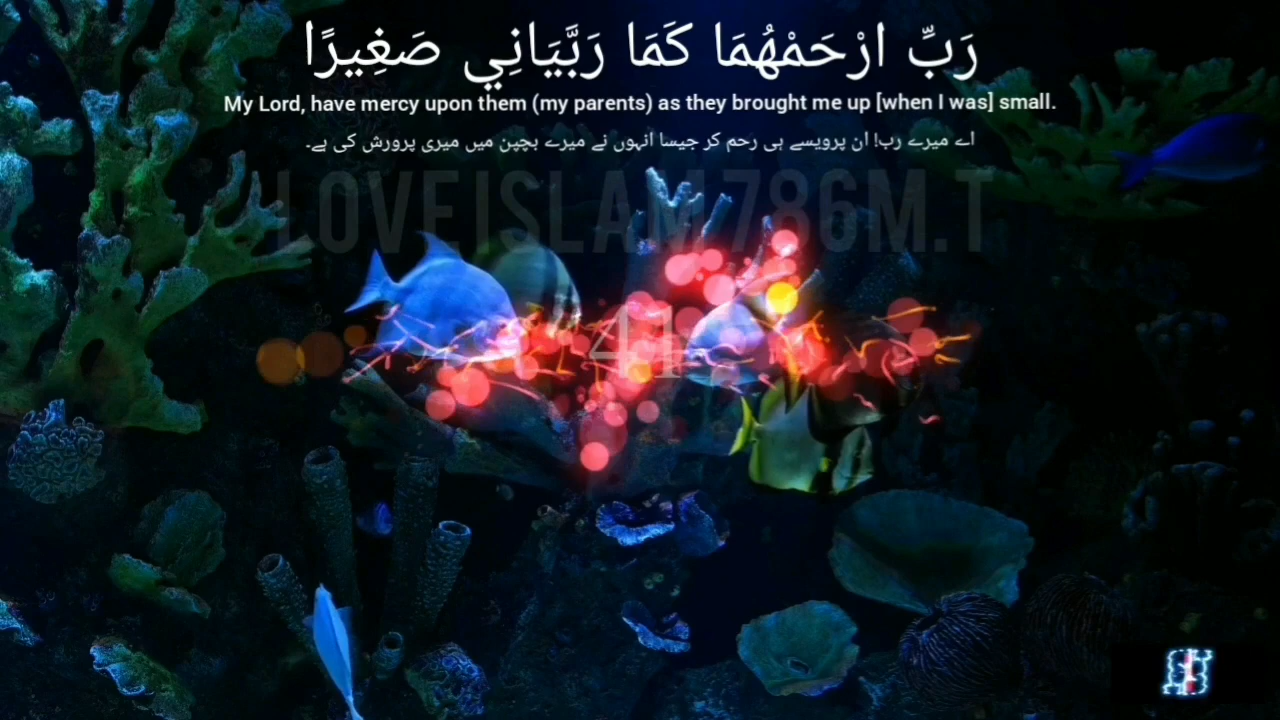 رَبِّ ارْحَمْهُمَا كَمَا رَبَّيَانِي صَغِيرًا
My Lord, have mercy upon them (my parents) as they brought me up [when I was] small.
اے میرے رب! ان پرویسے ہی رحم کر جیسا انہوں نے میرے بچپن میں میری پرورش کی ہے۔
LOVEISLAM786M.T
41